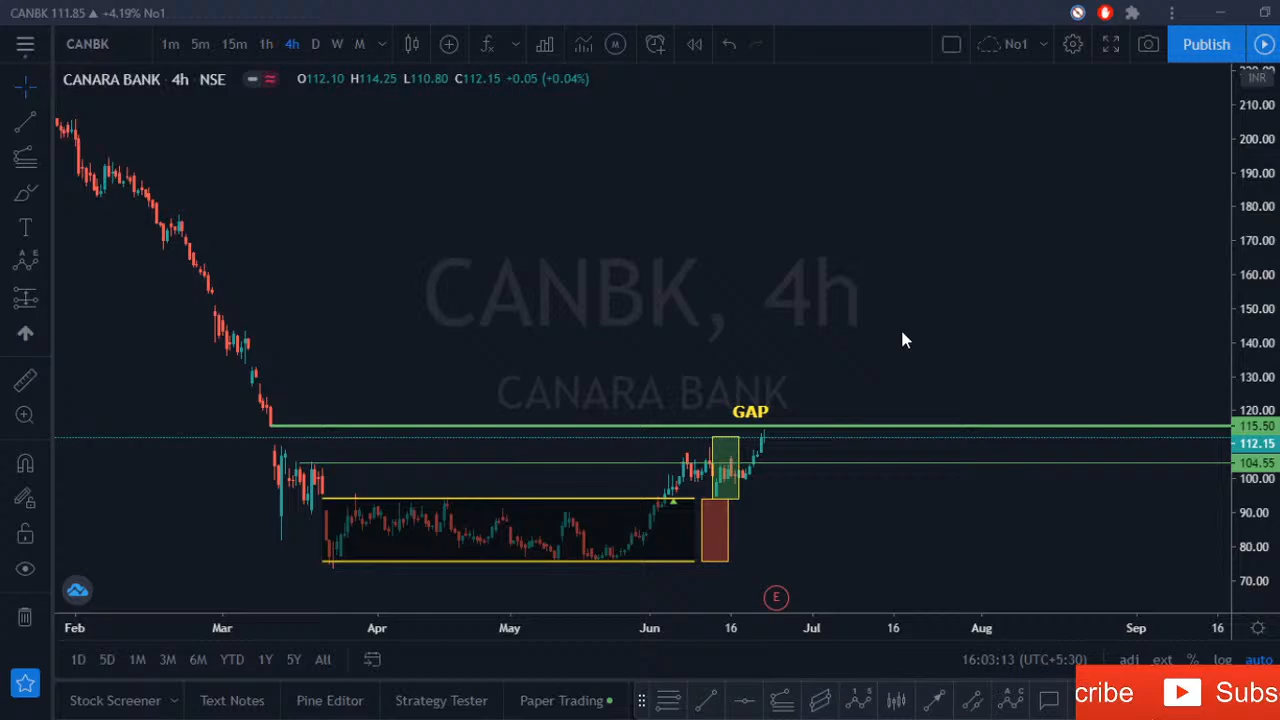 CANBK 111.85 ▲ +4.19% No1
CANBK 1m 5m 15m 1h 4h D W M No1 Publish
CANARA BANK 4h NSE O112.10 H114.25 L110.80 C112.15 +0.05 (+0.04%)
INR
210.00
200.00
190.00
180.00
170.00
160.00
150.00
140.00
130.00
120.00
115.50
112.15
104.55
100.00
90.00
80.00
70.00
CANBK, 4h
CANARA BANK
GAP
E
Feb Mar Apr May Jun 16 Jul 16 Aug Sep 16
1D 5D 1M 3M 6M YTD 1Y 5Y All 16:03:13 (UTC+5:30) adj ext % log auto
Stock Screener Text Notes Pine Editor Strategy Tester Paper Trading
cribe Subs